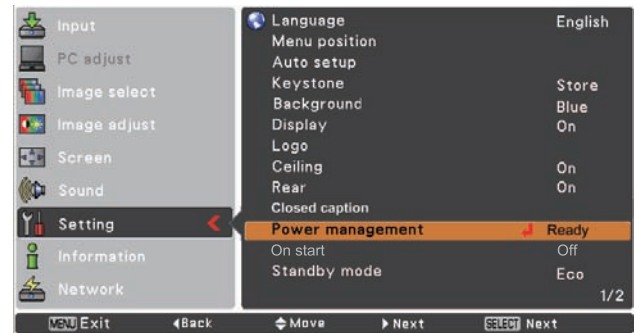 Input
PC adjust
Image select
Image adjust
Screen
Sound
Setting
Information
Network
Language English
Menu position
Auto setup
Keystone Store
Background Blue
Display On
Logo
Ceiling On
Rear On
Closed caption
Power management Ready
On start Off
Standby mode Eco
1/2
MENU Exit Back Move Next SELECT Next